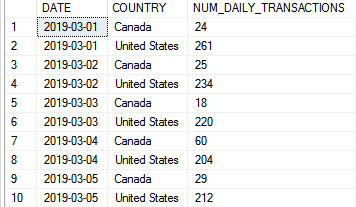 DATE COUNTRY NUM_DAILY_TRANSACTIONS
1 2019-03-01 Canada 24
2 2019-03-01 United States 261
3 2019-03-02 Canada 25
4 2019-03-02 United States 234
5 2019-03-03 Canada 18
6 2019-03-03 United States 220
7 2019-03-04 Canada 60
8 2019-03-04 United States 204
9 2019-03-05 Canada 29
10 2019-03-05 United States 212